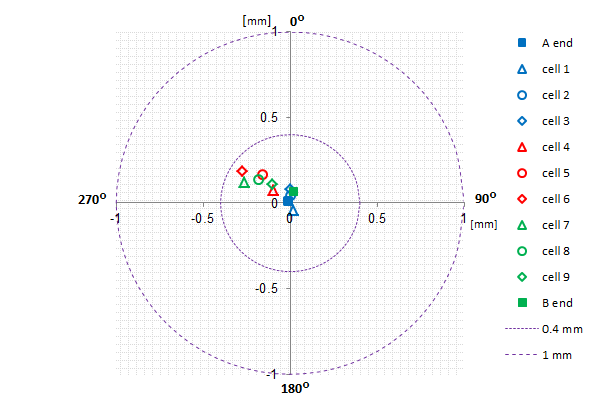 [mm] 0°
1
0.5
270° 0 90°
-1 -0.5 0 0.5 1
[mm]
-0.5
-1
180°
A end
cell 1
cell 2
cell 3
cell 4
cell 5
cell 6
cell 7
cell 8
cell 9
B end
0.4 mm
1 mm